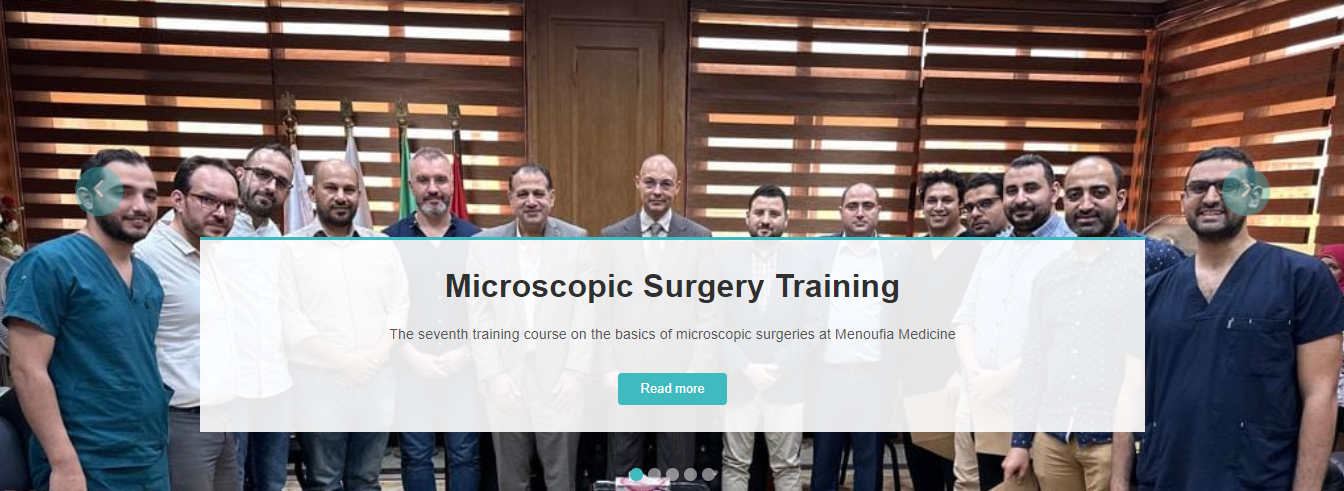 Microscopic Surgery Training
The seventh training course on the basics of microscopic surgeries at Menoufia Medicine
Read more